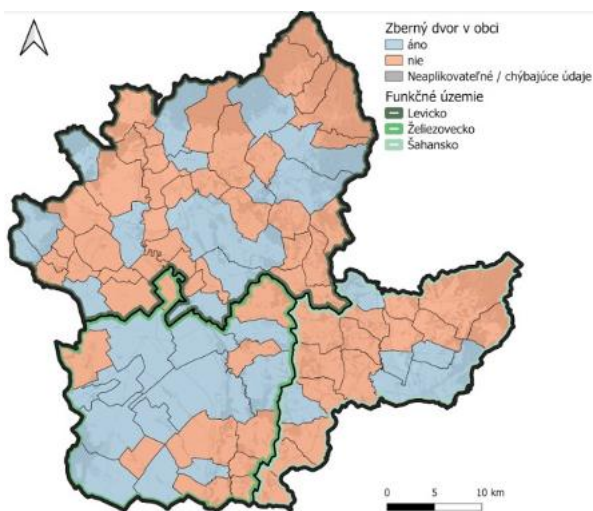 Zberný dvor v obci
áno
nie
Neaplikovateľné / chýbajúce údaje
Funkčné územie
Levicko
Želiezovecko
Šahansko
0 5 10 km